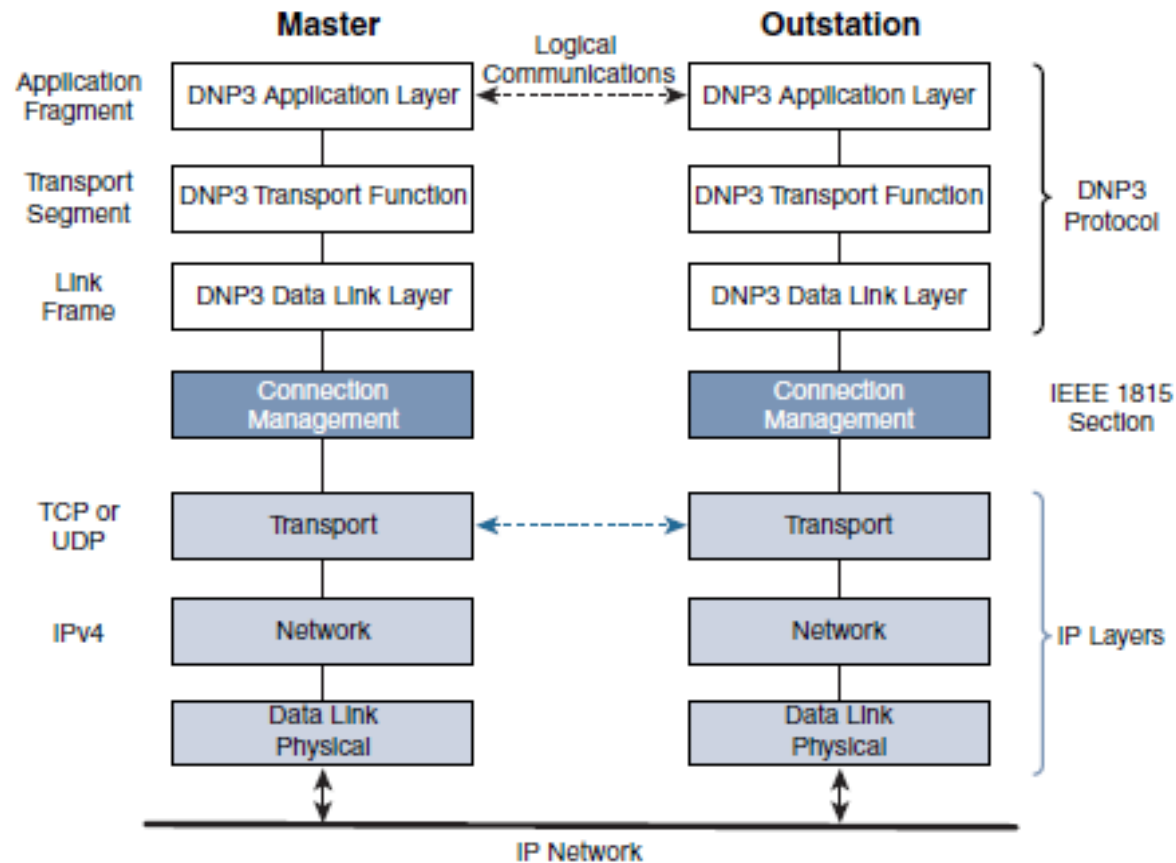 Master
Outstation
Logical
Communications
Application
Fragment
DNP3 Application Layer
DNP3 Application Layer
Transport
Segment
DNP3 Transport Function
DNP3 Transport Function
DNP3
Protocol
Link
Frame
DNP3 Data Link Layer
DNP3 Data Link Layer
Connection
Management
Connection
Management
IEEE 1815
Section
TCP or
UDP
Transport
Transport
IPv4
Network
Network
IP Layers
Data Link
Physical
Data Link
Physical
IP Network